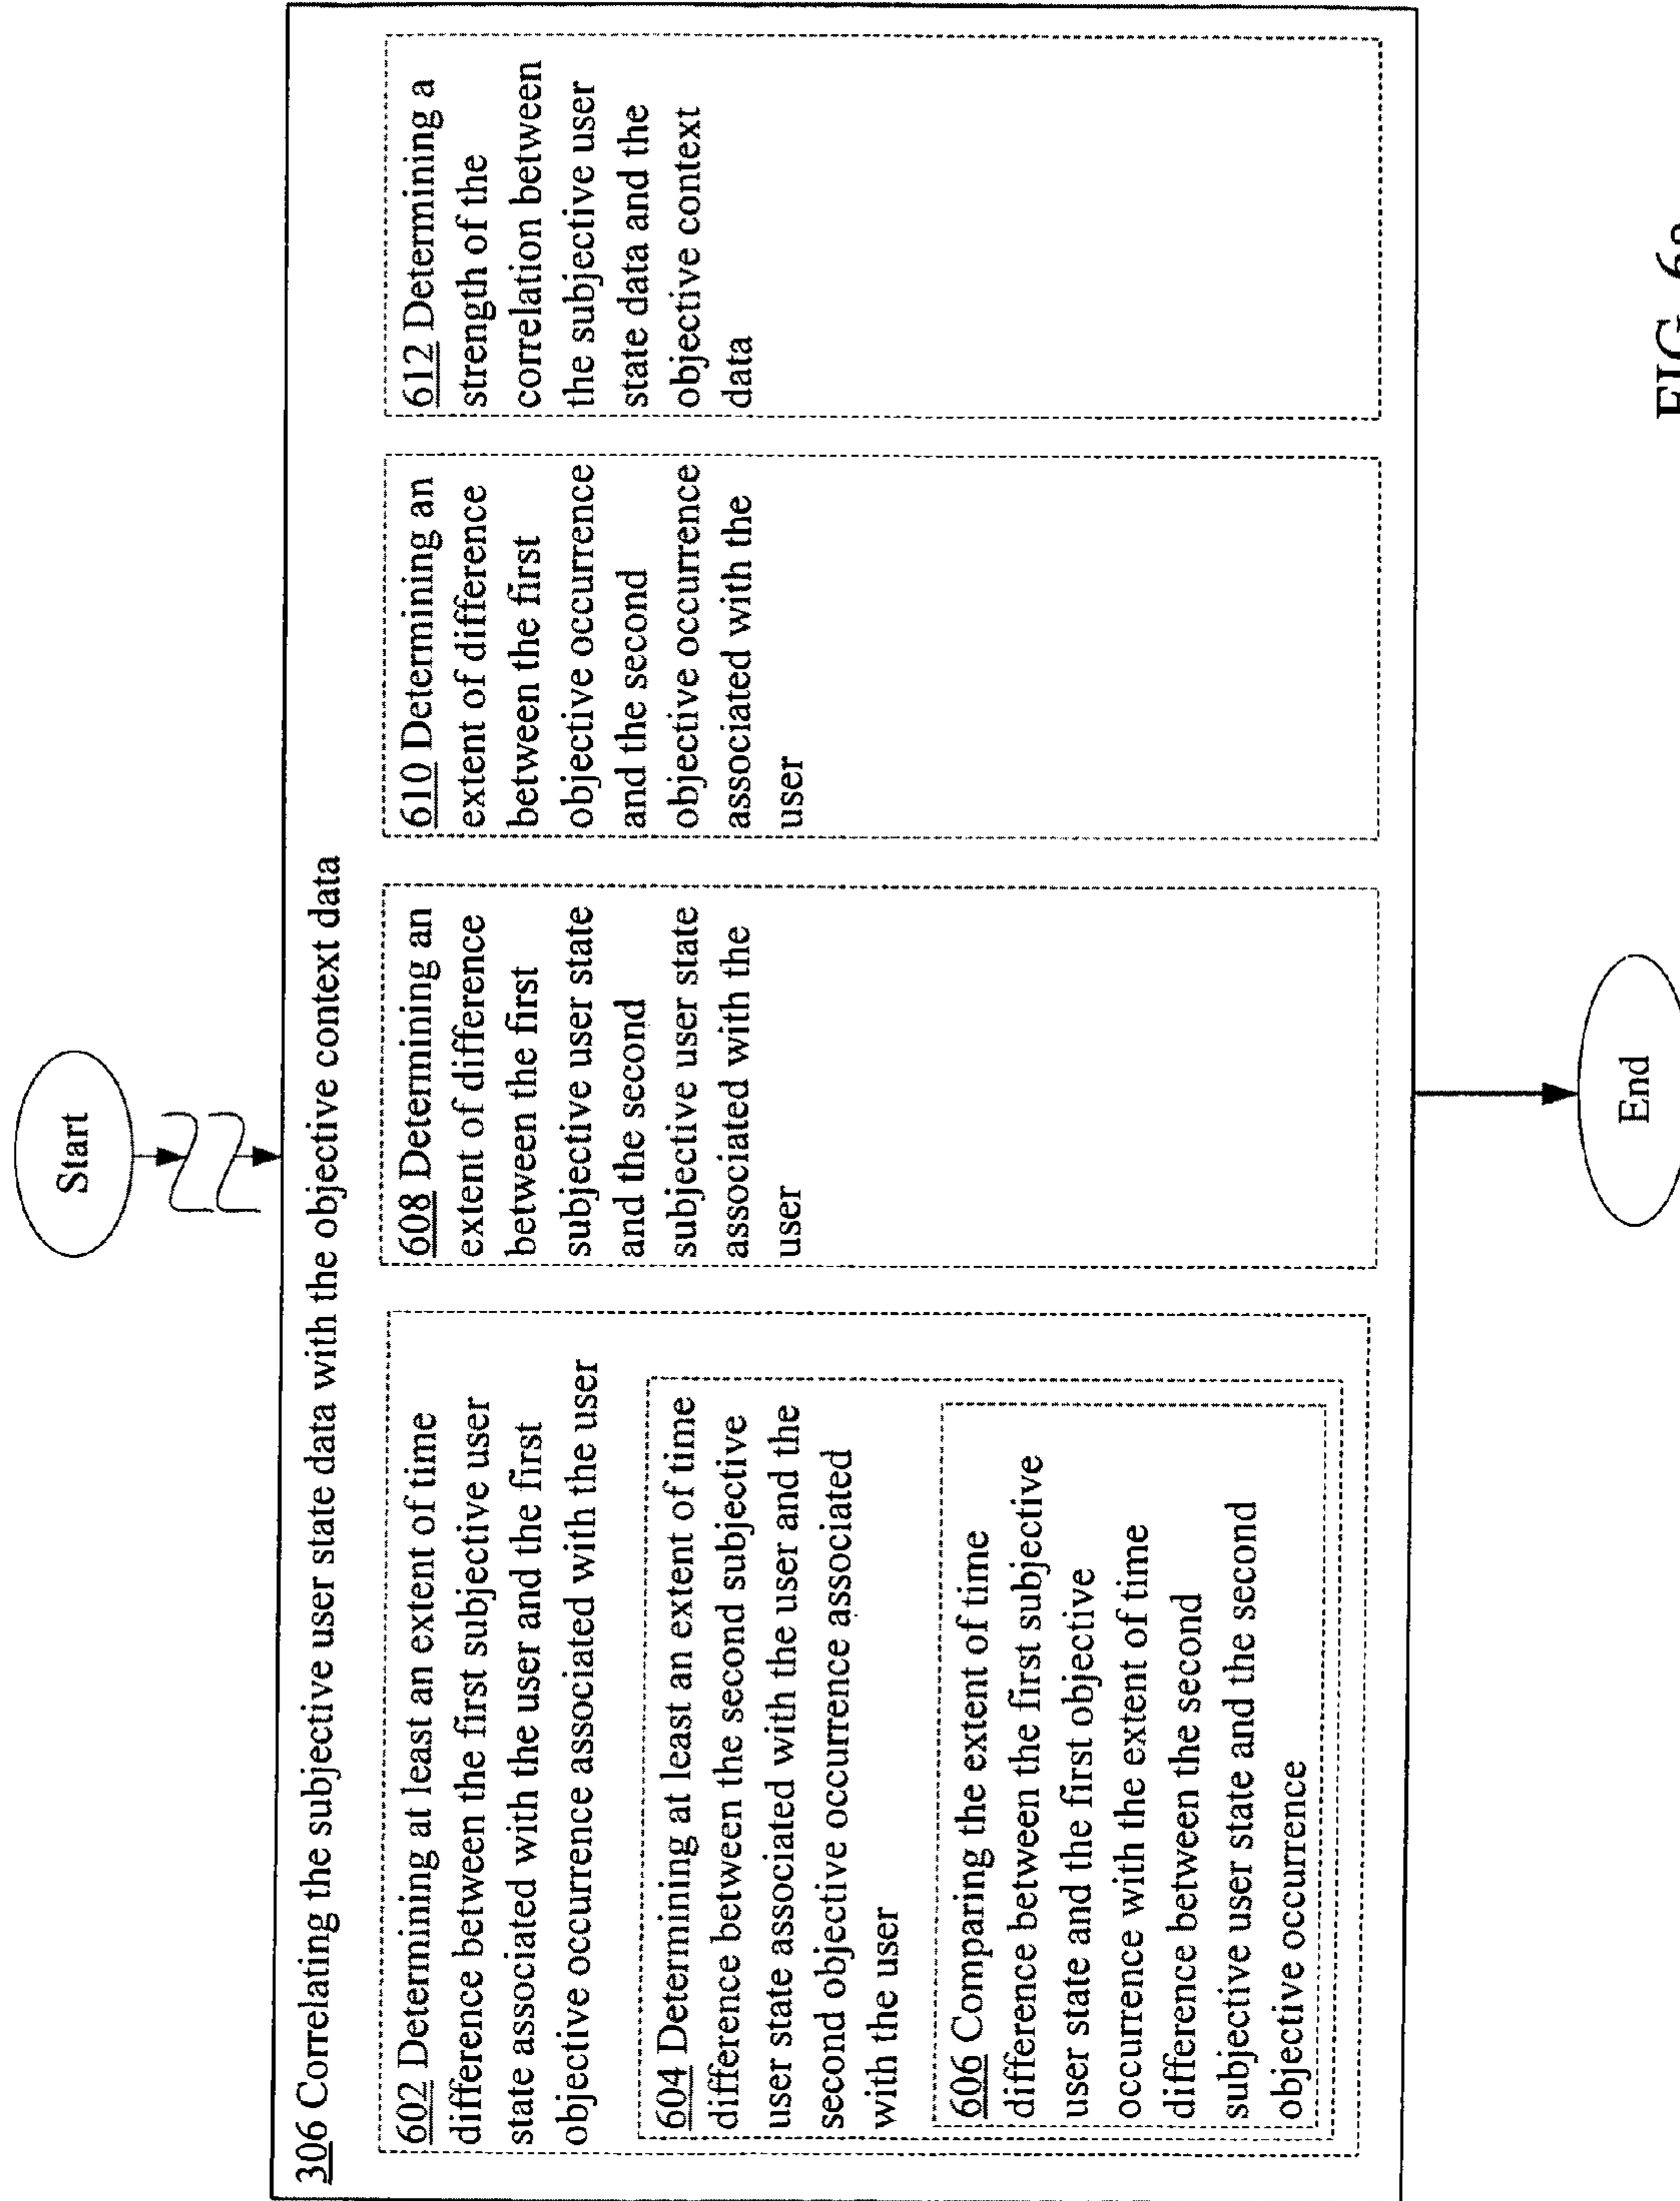 Start
306 Correlating the subjective user state data with the objective context data
602 Determining at least an extent of time
difference between the first subjective user
state associated with the user and the first
objective occurrence associated with the user
604 Determining at least an extent of time
difference between the second subjective
user state associated with the user and the
second objective occurrence associated
with the user
606 Comparing the extent of time
difference between the first subjective
user state and the first objective
occurrence with the extent of time
difference between the second
subjective user state and the second
objective occurrence
608 Determining an
extent of difference
between the first
subjective user state
and the second
subjective user state
associated with the
user
610 Determining an
extent of difference
between the first
objective occurrence
and the second
objective occurrence
associated with the
user
612 Determining a
strength of the
correlation between
the subjective user
state data and the
objective context
data
End
FIG.